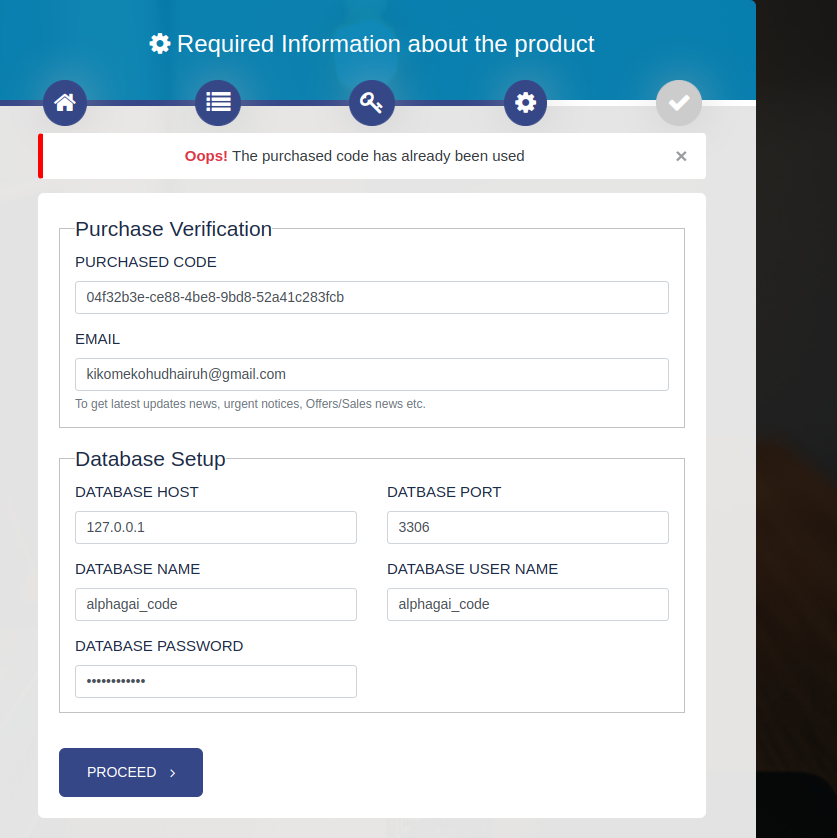 Required Information about the product
Oops! The purchased code has already been used ×
Purchase Verification
PURCHASED CODE
04f32b3e-ce88-4be8-9bd8-52a41c283fcb
EMAIL
kikomekohudhairuh@gmail.com
To get latest updates news, urgent notices, Offers/Sales news etc.
Database Setup
DATABASE HOST DATBASE PORT
127.0.0.1 3306
DATABASE NAME DATABASE USER NAME
alphagai_code alphagai_code
DATABASE PASSWORD
••••••••••••
PROCEED ›